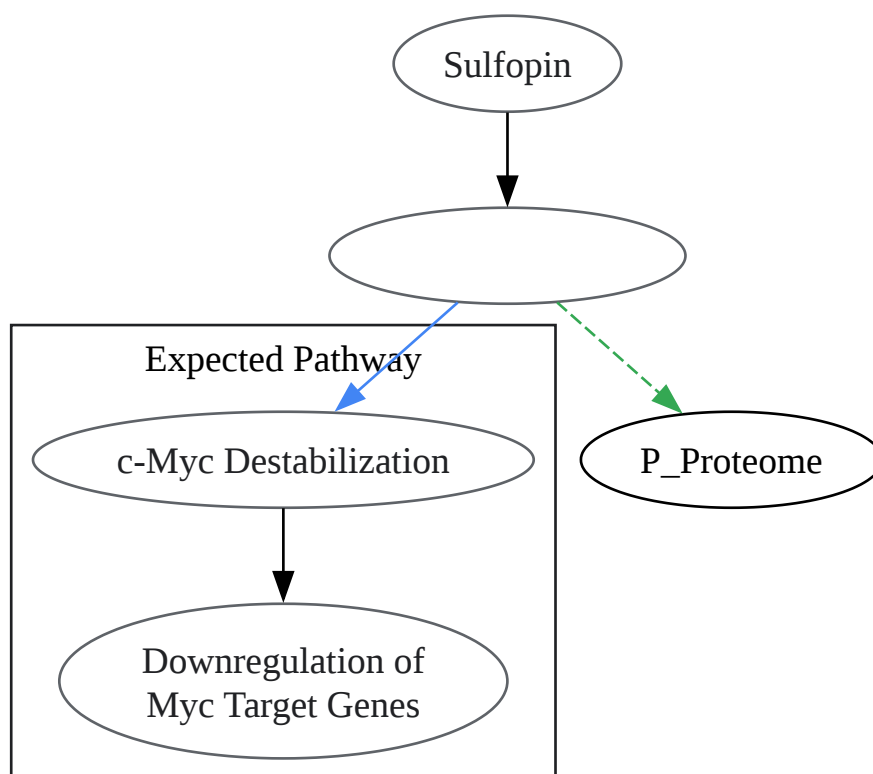 Sulfopin
Expected Pathway
c-Myc Destabilization
P_Proteome
Downregulation of
Myc Target Genes